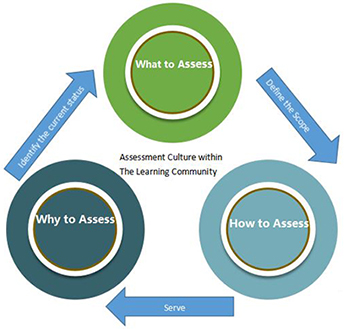 What to Assess
Identify the current status
Define the Scope
Assessment Culture within
The Learning Community
Why to Assess
How to Assess
Serve